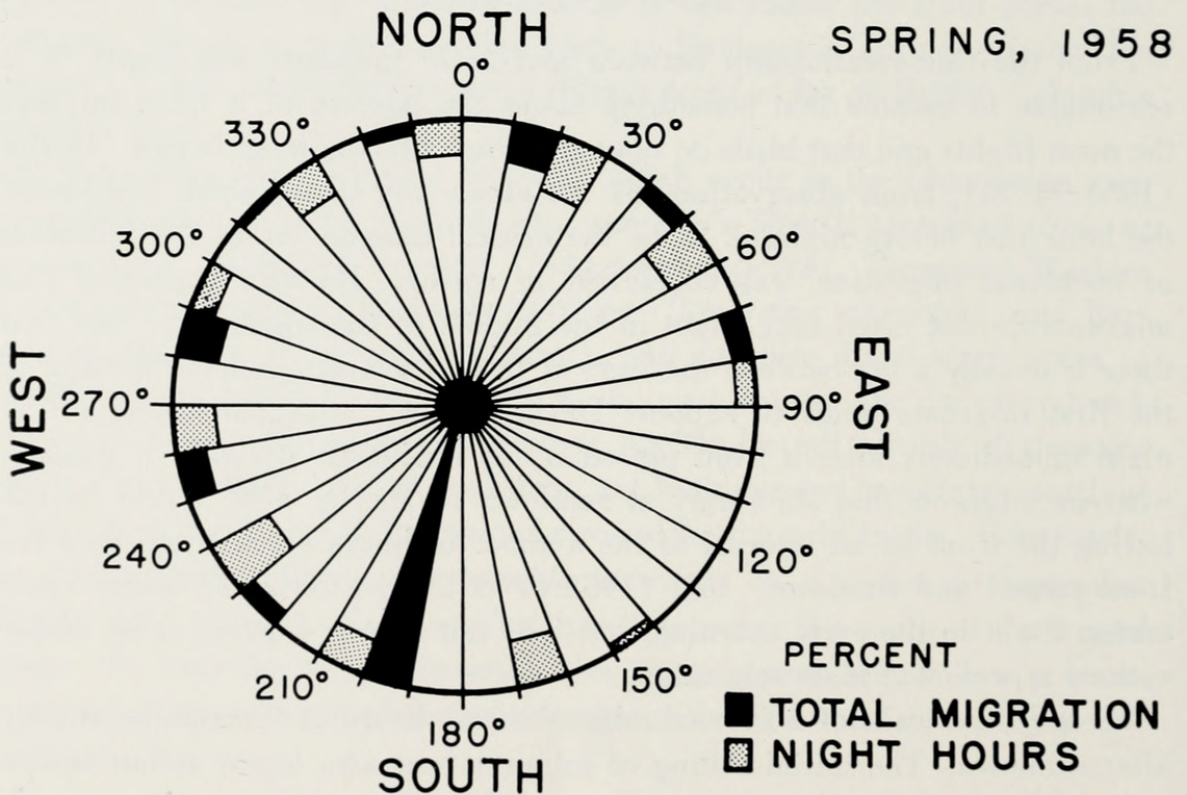 NORTH
SPRING, 1958
0°
330°
30°
300°
60°
WEST
270°
90°
EAST
240°
120°
210°
150°
180°
SOUTH
PERCENT
TOTAL MIGRATION
NIGHT HOURS